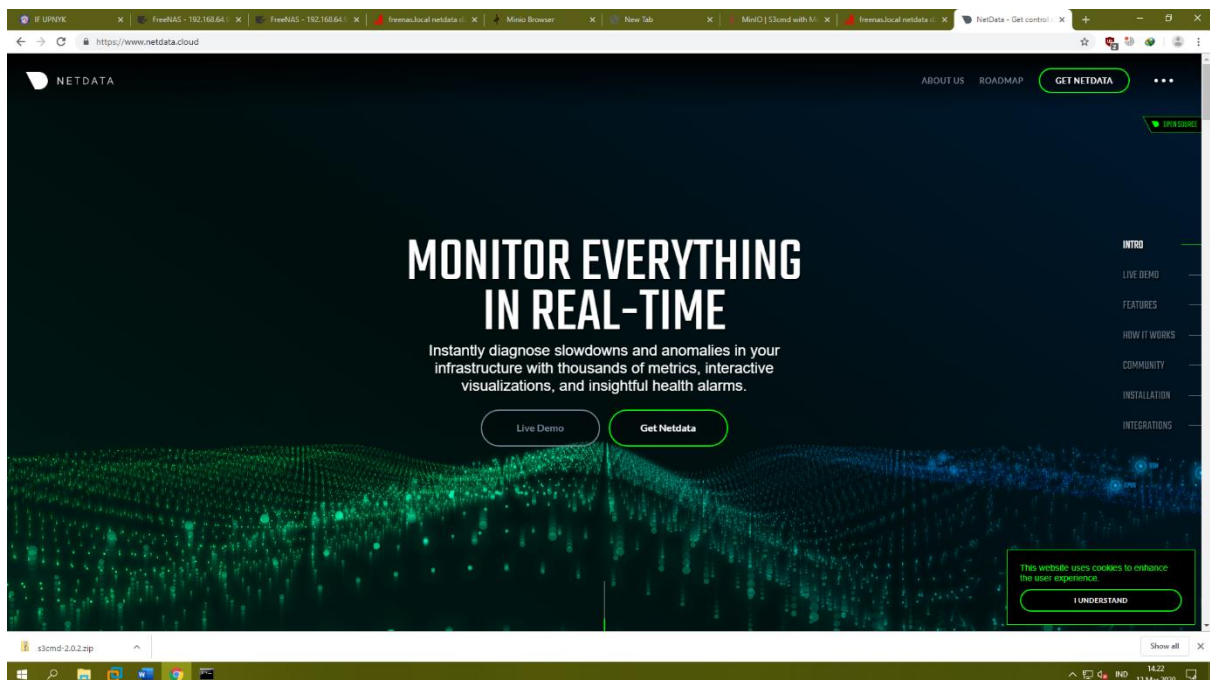 IF UPNYK
FreeNAS - 192.168.64.
FreeNAS - 192.168.64.
freenas.local netdata d
Minio Browser
New Tab
MinIO | S3cmd with M
freenas.local netdata d
NetData - Get control
https://www.netdata.cloud
NETDATA
ABOUT US
ROADMAP
GET NETDATA
OPEN SOURCE
MONITOR EVERYTHING
IN REAL-TIME
Instantly diagnose slowdowns and anomalies in your
infrastructure with thousands of metrics, interactive
visualizations, and insightful health alarms.
Live Demo
Get Netdata
INTRO
LIVE DEMO
FEATURES
HOW IT WORKS
COMMUNITY
INSTALLATION
INTEGRATIONS
This website uses cookies to enhance
the user experience.
I UNDERSTAND
s3cmd-2.0.2.zip
Show all
IND
14.22